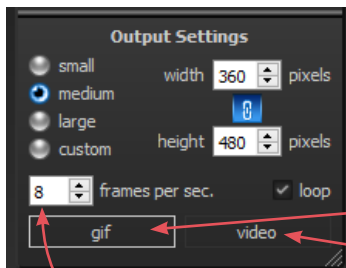 Output Settings
small
width 360 pixels
medium
large
height 480 pixels
custom
8 frames per sec. loop
gif video